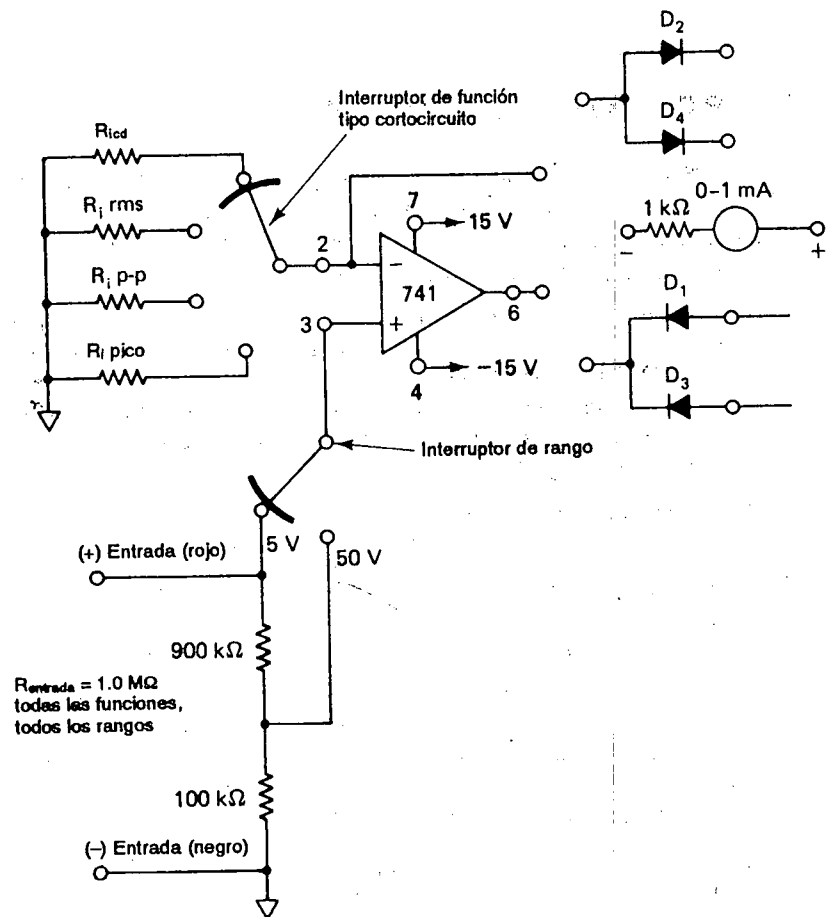 D2
Interruptor de función
tipo cortocircuito
Ricd
D4
Ri rms
7
15 V
0-1 mA
1 kΩ
2
−
−
+
Ri p-p
741
6
D1
3
+
Ri pico
−15 V
4
D3
Interruptor de rango
5 V
50 V
(+) Entrada (rojo)
900 kΩ
Rentrada = 1.0 MΩ
todas las funciones,
todos los rangos
100 kΩ
(−) Entrada (negro)